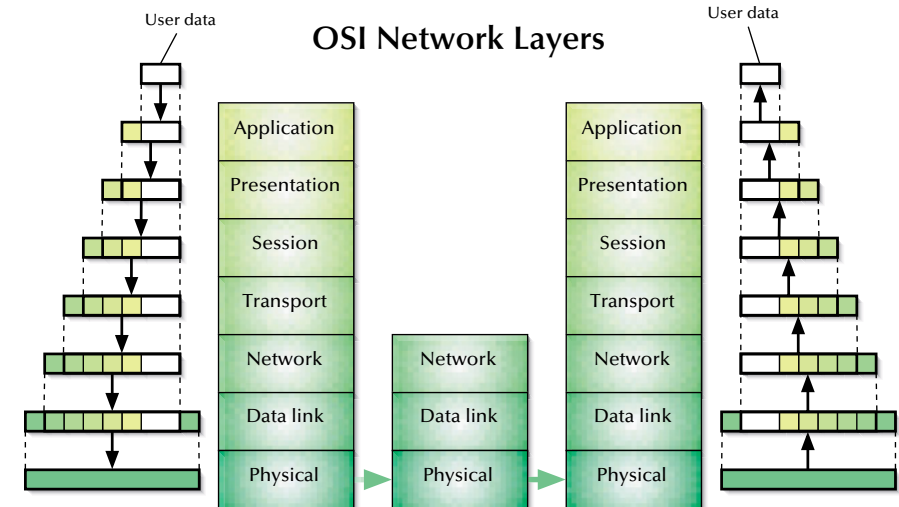 User data
OSI Network Layers
User data
Application
Presentation
Session
Transport
Network
Data link
Physical
Network
Data link
Physical
Application
Presentation
Session
Transport
Network
Data link
Physical